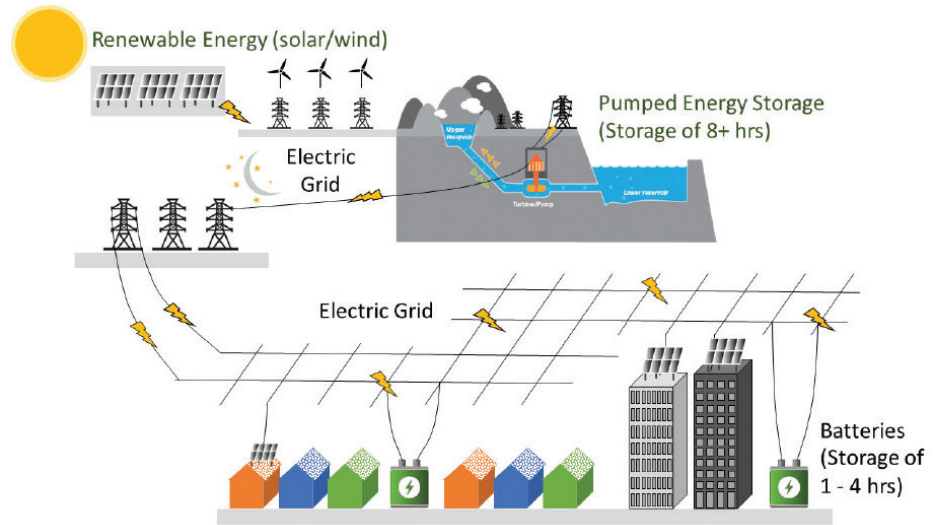 Renewable Energy (solar/wind)
Pumped Energy Storage
(Storage of 8+ hrs)
Upper
reservoir
Electric
Grid
Lower reservoir
Turbine/Pump
Electric Grid
Batteries
(Storage of
1 - 4 hrs)